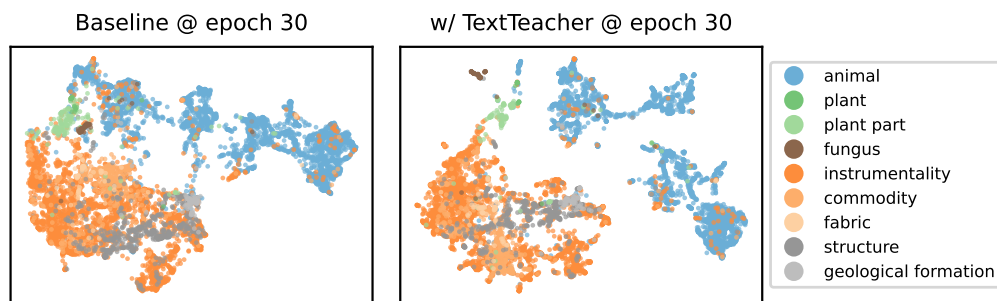 Baseline @ epoch 30
w/ TextTeacher @ epoch 30
animal
plant
plant part
fungus
instrumentality
commodity
fabric
structure
geological formation